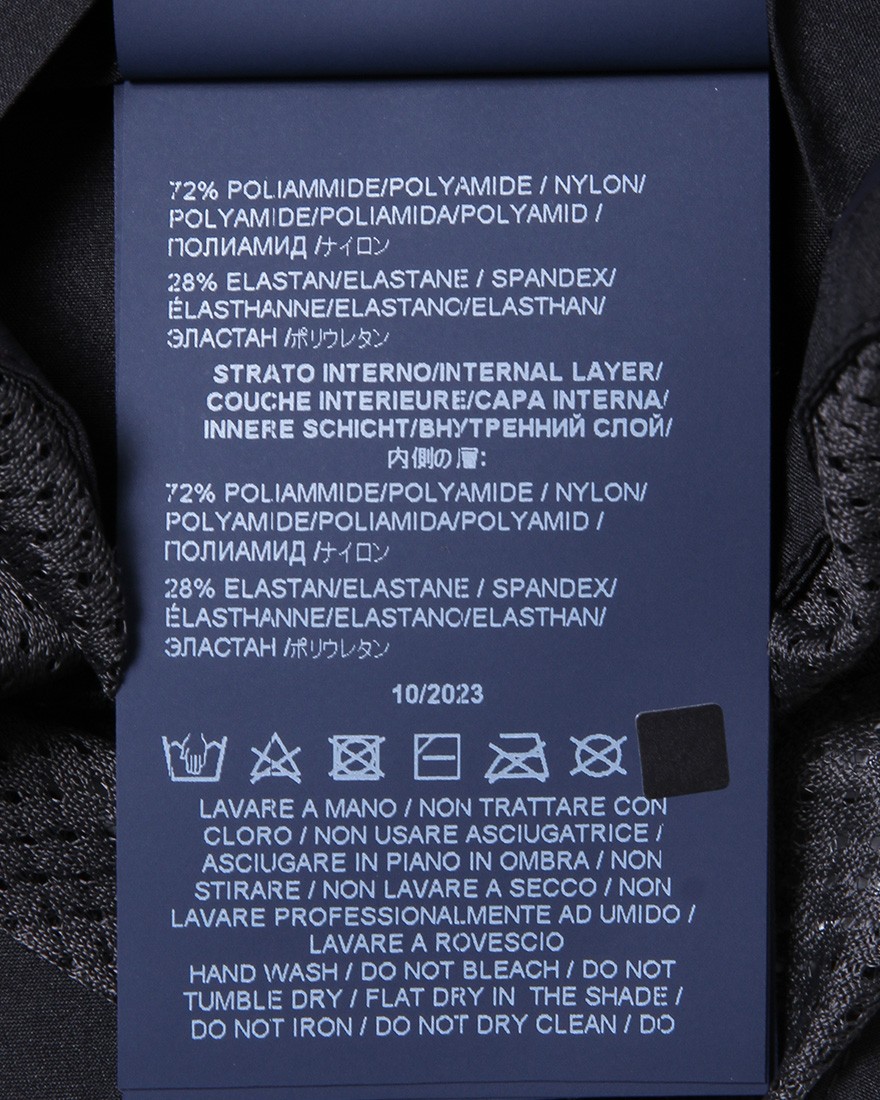 72% POLIAMMIDE/POLYAMIDE / NYLON/
POLYAMIDE/POLIAMIDA/POLYAMID /
ПОЛИАМИД /ナイロン
28% ELASTAN/ELASTANE / SPANDEX/
ÉLASTHANNE/ELASTANO/ELASTHAN/
ЭЛАСТАН /ポリウレタン
STRATO INTERNO/INTERNAL LAYER/
COUCHE INTERIEURE/CAPA INTERNA/
INNERE SCHICHT/ВНУТРЕННИЙ СЛОЙ/
内側の層:
72% POLIAMMIDE/POLYAMIDE / NYLON/
POLYAMIDE/POLIAMIDA/POLYAMID /
ПОЛИАМИД /ナイロン
28% ELASTAN/ELASTANE / SPANDEX/
ÉLASTHANNE/ELASTANO/ELASTHAN/
ЭЛАСТАН /ポリウレタン
10/2023
LAVARE A MANO / NON TRATTARE CON
CLORO / NON USARE ASCIUGATRICE /
ASCIUGARE IN PIANO IN OMBRA / NON
STIRARE / NON LAVARE A SECCO / NON
LAVARE PROFESSIONALMENTE AD UMIDO /
LAVARE A ROVESCIO
HAND WASH / DO NOT BLEACH / DO NOT
TUMBLE DRY / FLAT DRY IN THE SHADE /
DO NOT IRON / DO NOT DRY CLEAN / DO